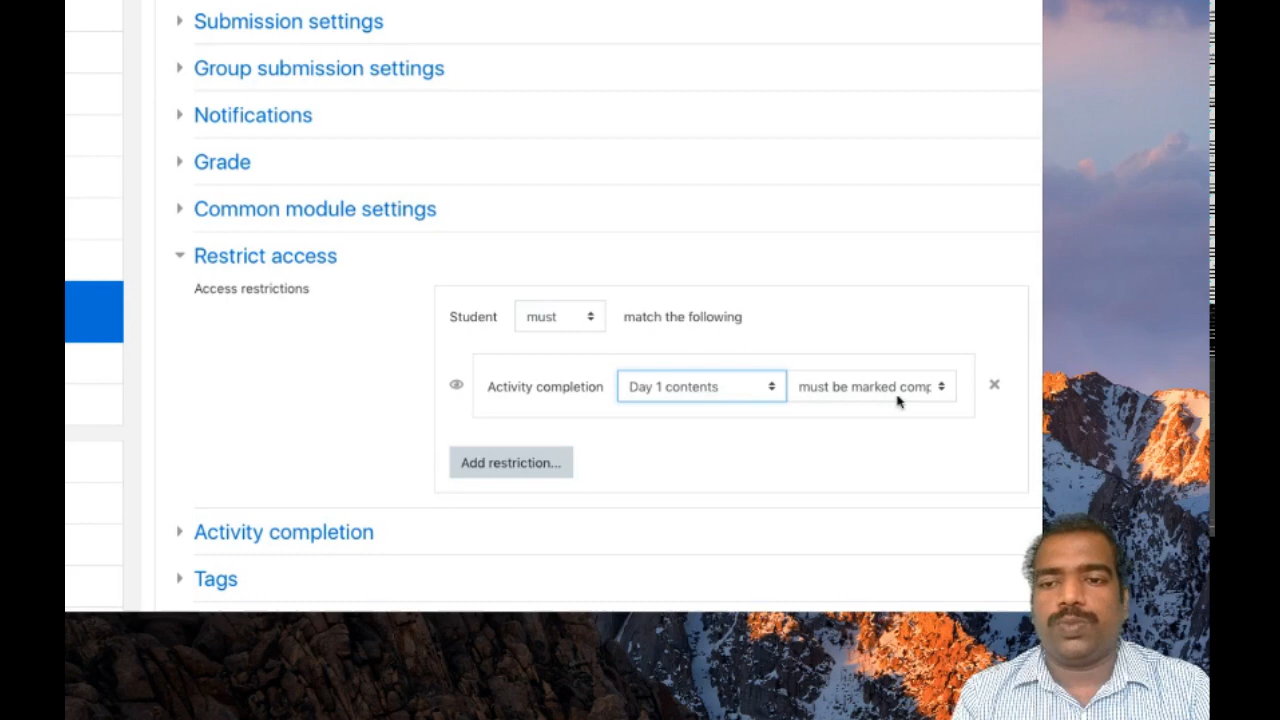 Submission settings
Group submission settings
Notifications
Grade
Common module settings
Restrict access
Access restrictions
Student must match the following
Activity completion Day 1 contents must be marked comp
Add restriction...
Activity completion
Tags